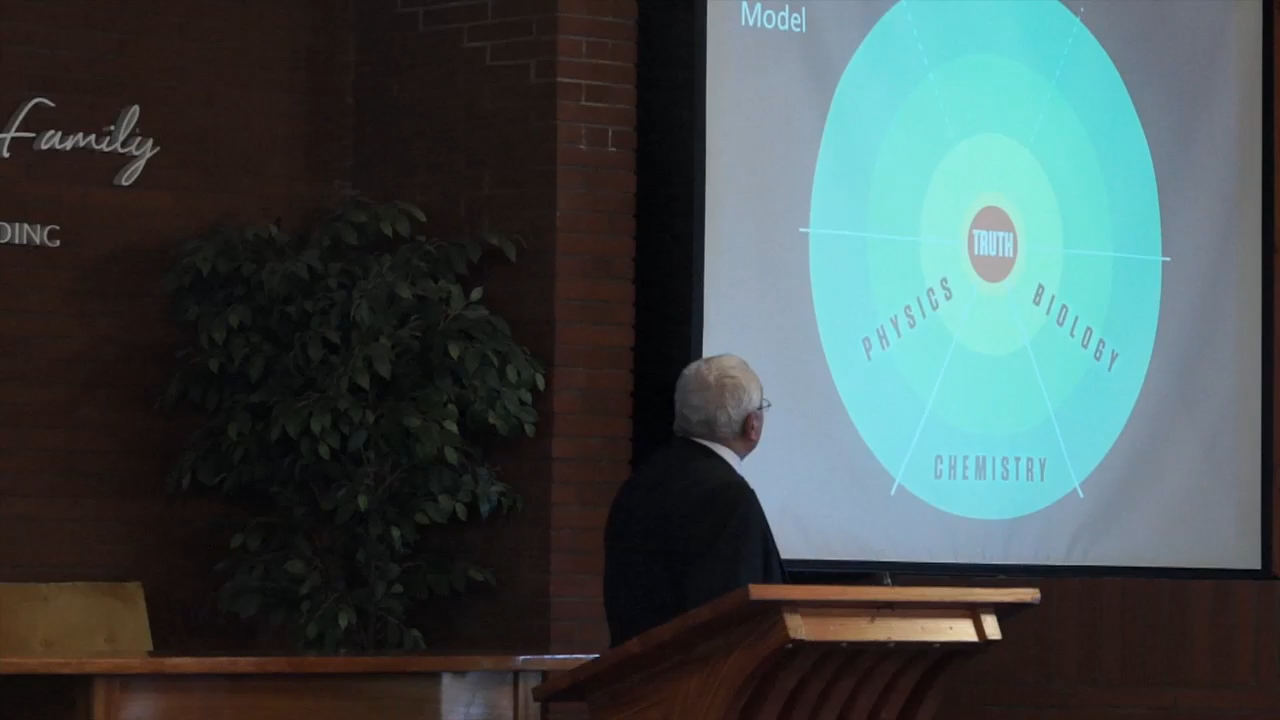 Family
DING
Model
TRUTH
PHYSICS
BIOLOGY
CHEMISTRY